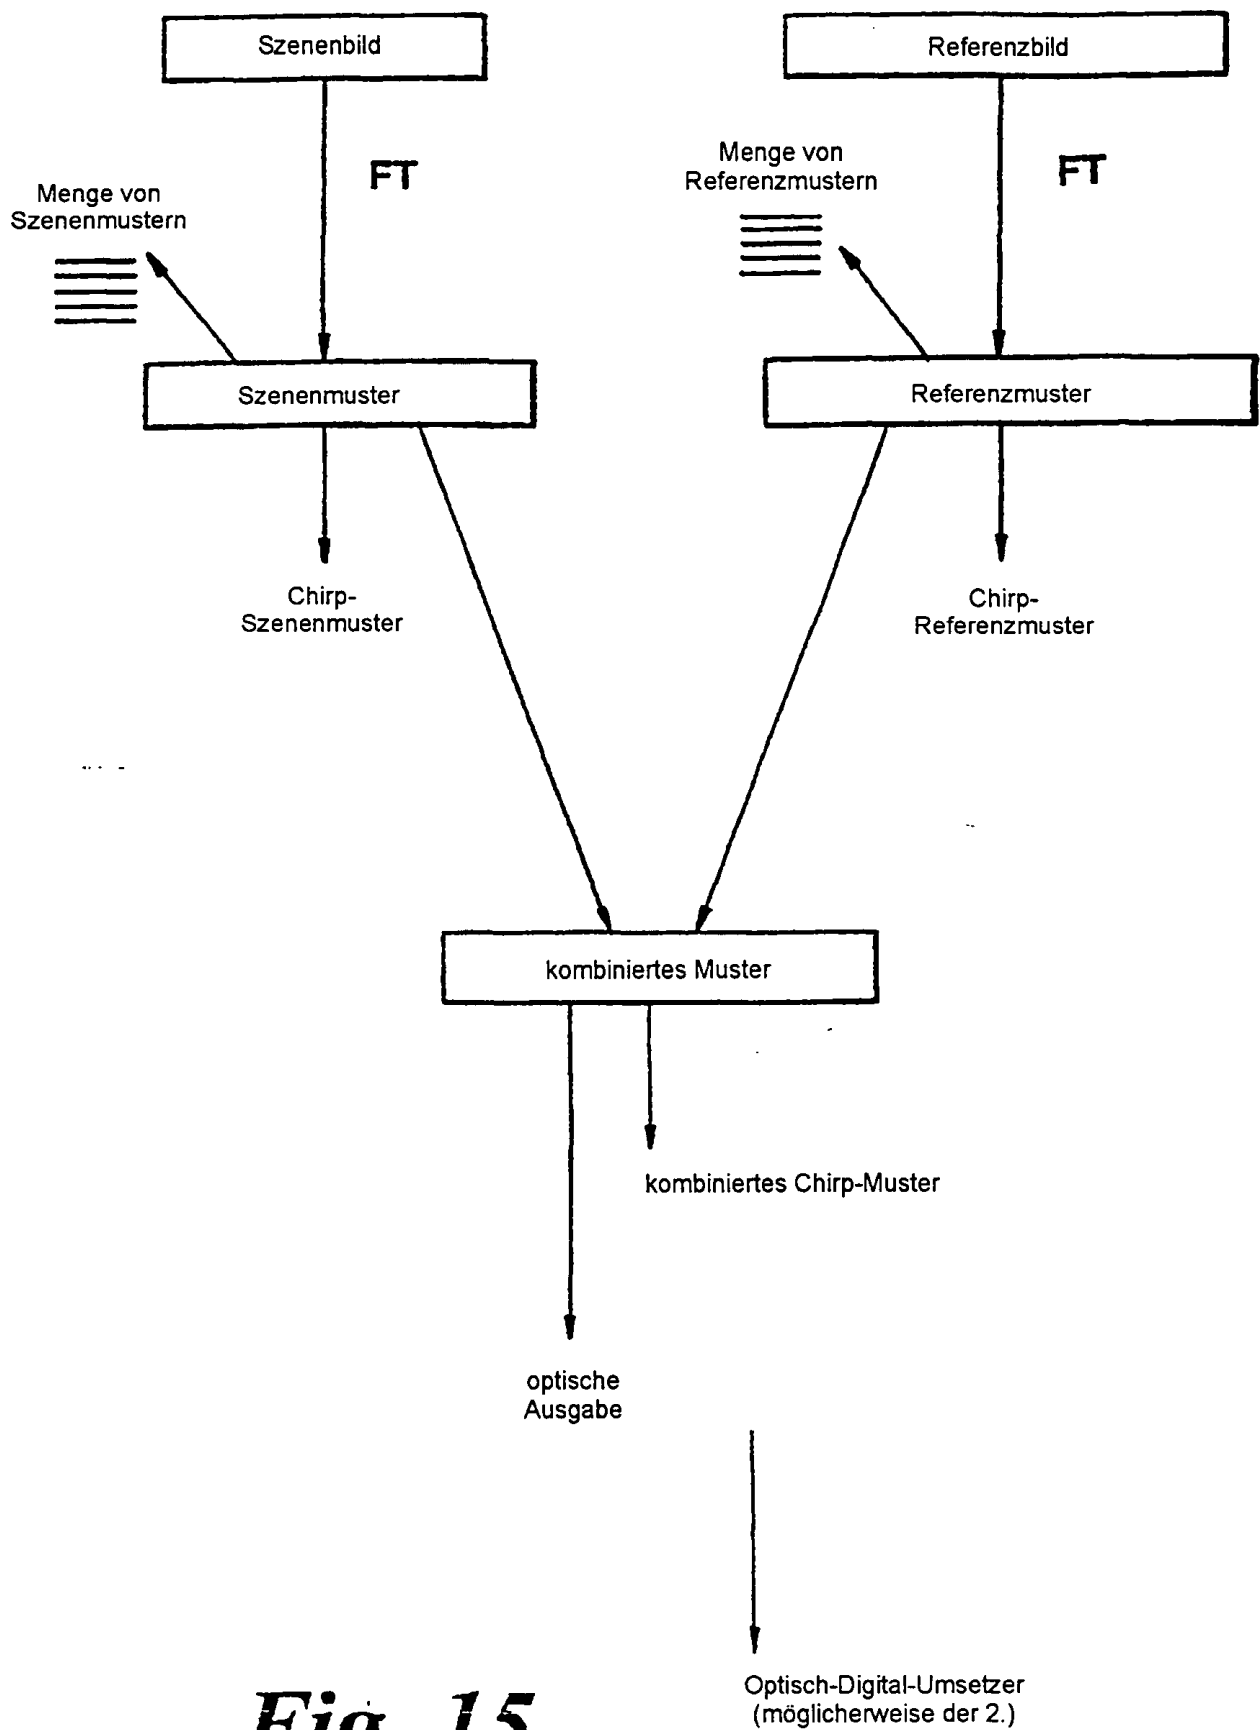 Szenenbild
Referenzbild
FT
Menge von
Referenzmustern
FT
Menge von
Szenenmustern
Szenenmuster
Referenzmuster
Chirp-
Szenenmuster
Chirp-
Referenzmuster
kombiniertes Muster
kombiniertes Chirp-Muster
optische
Ausgabe
Optisch-Digital-Umsetzer
(möglicherweise der 2.)
Fig. 15